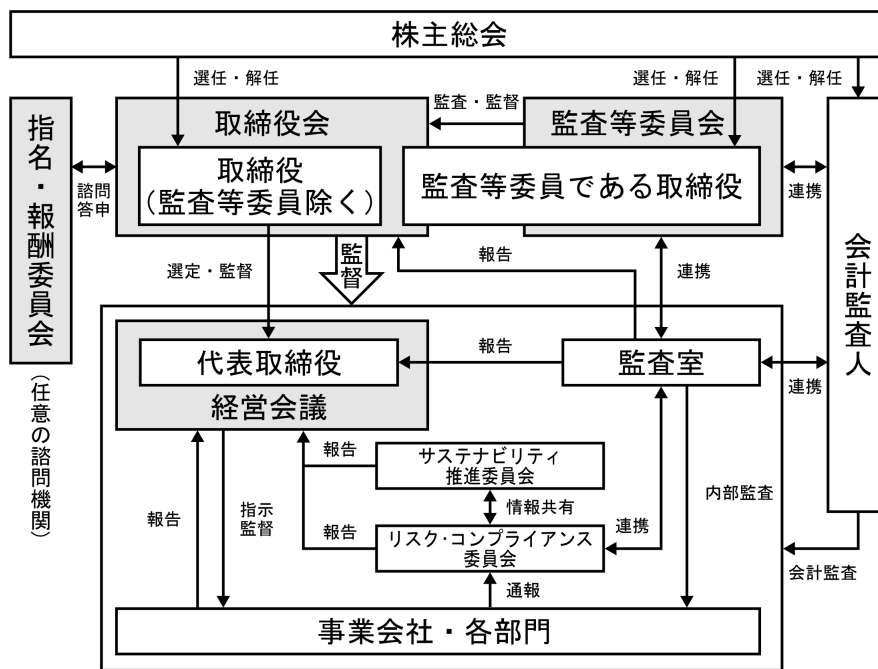 株主総会
選任・解任
選任・解任
選任・解任
指名・報酬委員会
(任意の諮問機関)
諮問
答申
取締役会
取締役
(監査等委員除く)
監査・監督
監査等委員会
監査等委員である取締役
連携
会計監査人
選定・監督
監督
報告
連携
代表取締役
経営会議
報告
監査室
連携
報告
指示
監督
報告
サステナビリティ
推進委員会
情報共有
報告
リスク・コンプライアンス
委員会
連携
内部監査
会計監査
通報
事業会社・各部門